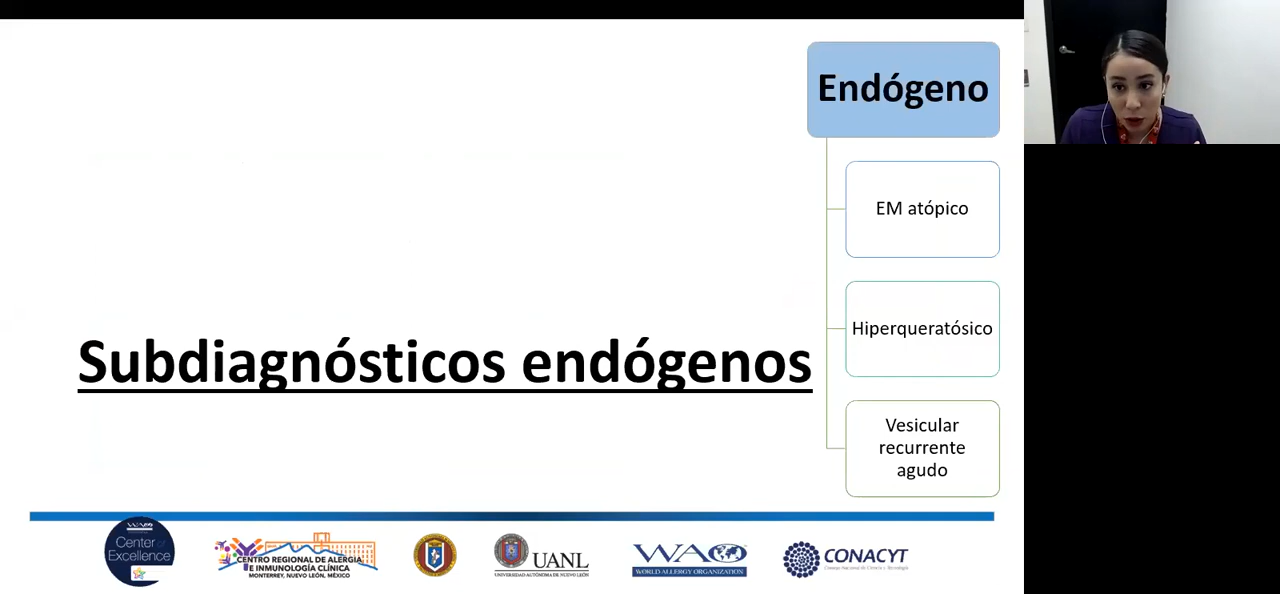 Endógeno
EM atópico
Hiperqueratósico
Subdiagnósticos endógenos
Vesicular
recurrente
agudo
WAO
Center of
Excellence
CENTRO REGIONAL DE ALERGIA
E INMUNOLOGÍA CLÍNICA
MONTERREY, NUEVO LEÓN, MÉXICO
UANL
UNIVERSIDAD AUTÓNOMA DE NUEVO LEÓN
WAO
WORLD ALLERGY ORGANIZATION
CONACYT
Consejo Nacional de Ciencia y Tecnología